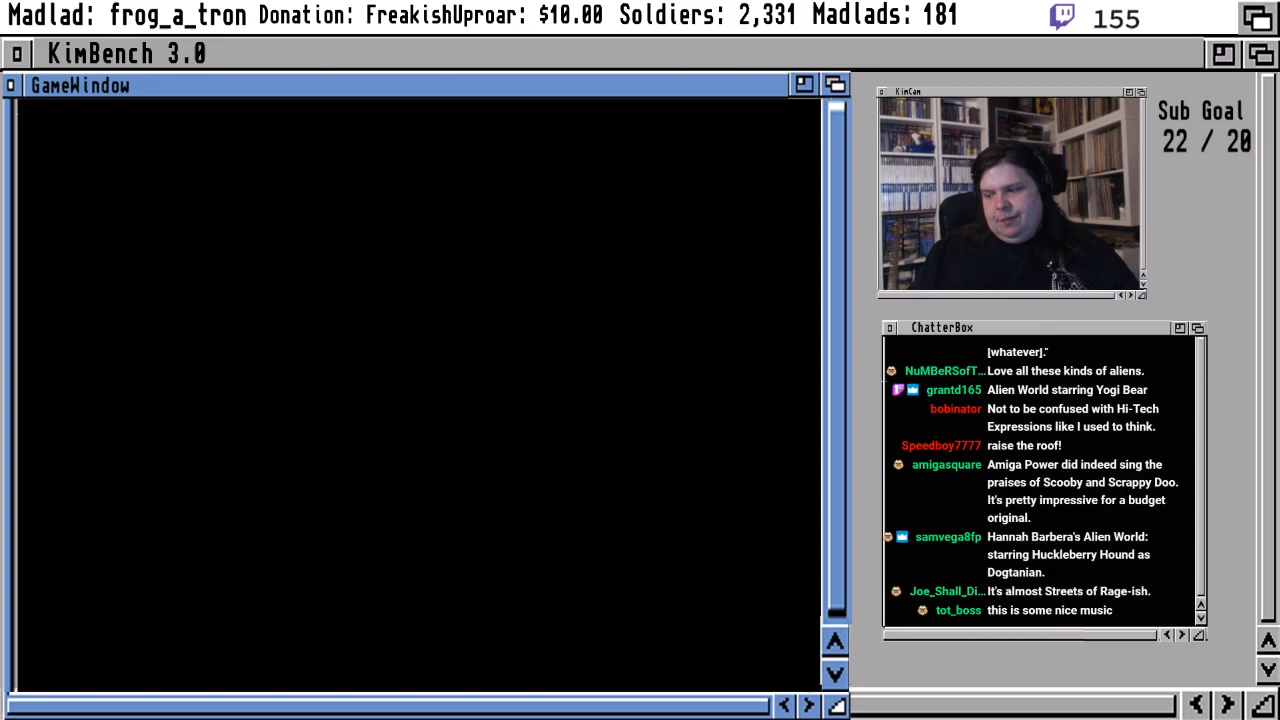 Madlad: frog_a_tron Donation: FreakishUproar: $10.00 Soldiers: 2,331 Madlads: 181 155
KimBench 3.0
GameWindow
KimCam
Sub Goal
22 / 20
ChatterBox
[whatever]."
NuMBeRSofT... Love all these kinds of aliens.
grantd165 Alien World starring Yogi Bear
bobinator Not to be confused with Hi-Tech
Expressions like I used to think.
Speedboy7777 raise the roof!
amigasquare Amiga Power did indeed sing the
praises of Scooby and Scrappy Doo.
It's pretty impressive for a budget
original.
samvega8fp Hannah Barbera's Alien World:
starring Huckleberry Hound as
Dogtanian.
Joe_Shall_Di... It's almost Streets of Rage-ish.
tot_boss this is some nice music